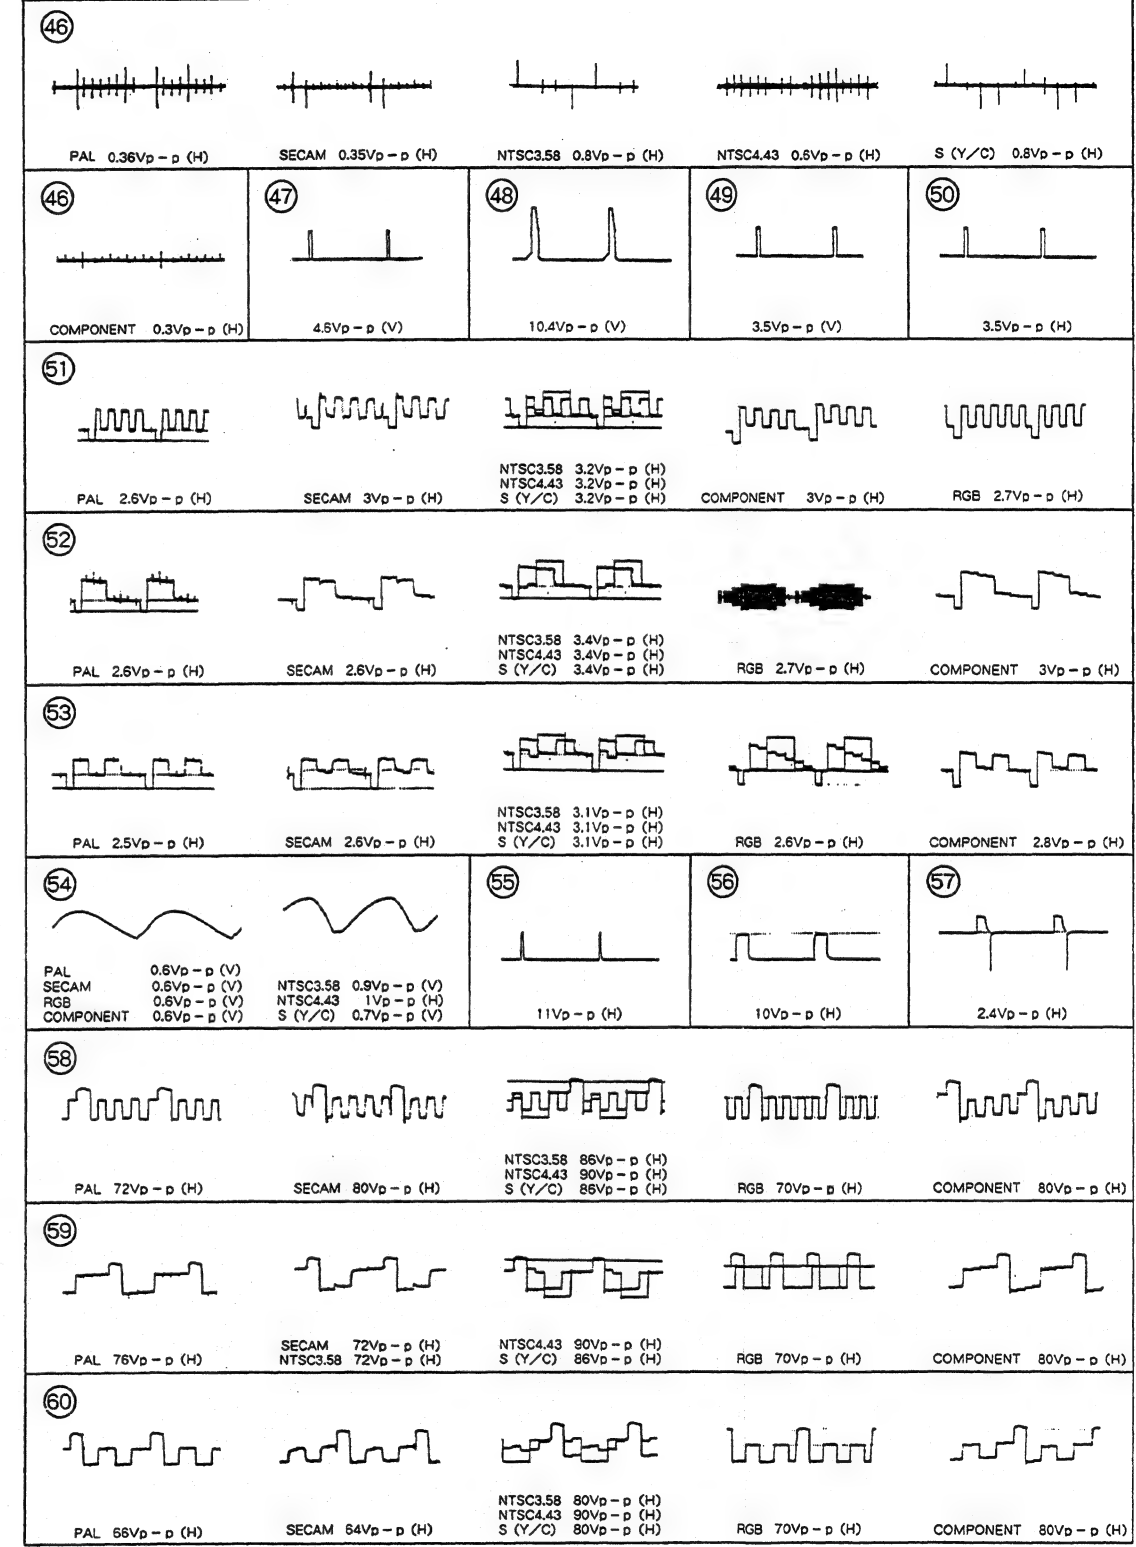 46
PAL 0.36Vp-p (H)
SECAM 0.35Vp-p (H)
NTSC3.58 0.8Vp-p (H)
NTSC4.43 0.6Vp-p (H)
S (Y/C) 0.8Vp-p (H)
46
COMPONENT 0.3Vp-p (H)
47
4.6Vp-p (V)
48
10.4Vp-p (V)
49
3.5Vp-p (V)
50
3.5Vp-p (H)
51
PAL 2.6Vp-p (H)
SECAM 3Vp-p (H)
NTSC3.58 3.2Vp-p (H)
NTSC4.43 3.2Vp-p (H)
S (Y/C) 3.2Vp-p (H)
COMPONENT 3Vp-p (H)
RGB 2.7Vp-p (H)
52
PAL 2.6Vp-p (H)
SECAM 2.6Vp-p (H)
NTSC3.58 3.4Vp-p (H)
NTSC4.43 3.4Vp-p (H)
S (Y/C) 3.4Vp-p (H)
RGB 2.7Vp-p (H)
COMPONENT 3Vp-p (H)
53
PAL 2.5Vp-p (H)
SECAM 2.6Vp-p (H)
NTSC3.58 3.1Vp-p (H)
NTSC4.43 3.1Vp-p (H)
S (Y/C) 3.1Vp-p (H)
RGB 2.6Vp-p (H)
COMPONENT 2.8Vp-p (H)
54
PAL 0.6Vp-p (V)
SECAM 0.6Vp-p (V)
RGB 0.6Vp-p (V)
COMPONENT 0.6Vp-p (V)
NTSC3.58 0.9Vp-p (V)
NTSC4.43 1Vp-p (H)
S (Y/C) 0.7Vp-p (V)
55
11Vp-p (H)
56
10Vp-p (H)
57
2.4Vp-p (H)
58
PAL 72Vp-p (H)
SECAM 80Vp-p (H)
NTSC3.58 86Vp-p (H)
NTSC4.43 90Vp-p (H)
S (Y/C) 86Vp-p (H)
RGB 70Vp-p (H)
COMPONENT 80Vp-p (H)
59
PAL 76Vp-p (H)
SECAM 72Vp-p (H)
NTSC3.58 72Vp-p (H)
NTSC4.43 90Vp-p (H)
S (Y/C) 86Vp-p (H)
RGB 70Vp-p (H)
COMPONENT 80Vp-p (H)
60
PAL 66Vp-p (H)
SECAM 64Vp-p (H)
NTSC3.58 80Vp-p (H)
NTSC4.43 90Vp-p (H)
S (Y/C) 80Vp-p (H)
RGB 70Vp-p (H)
COMPONENT 80Vp-p (H)